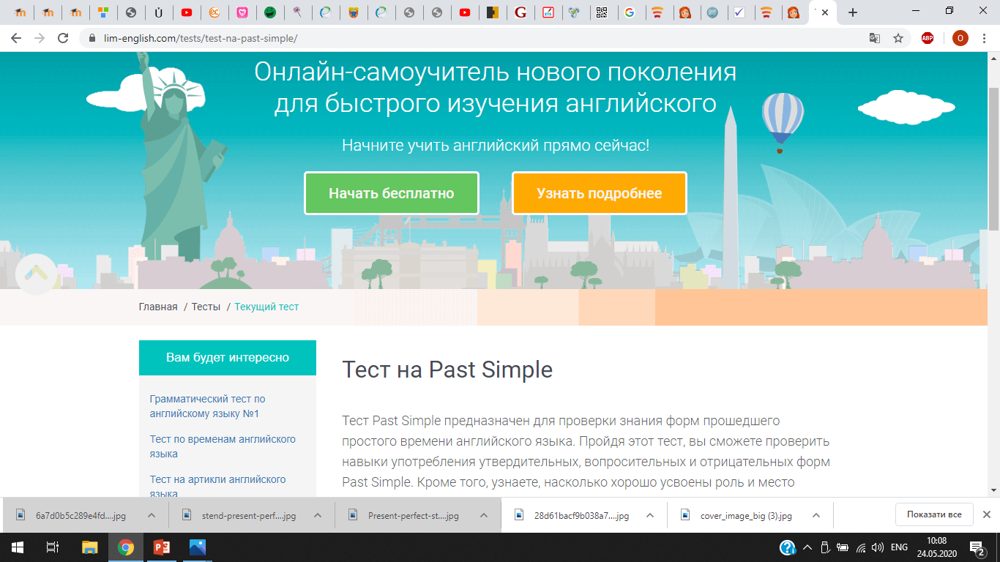 lim-english.com/tests/test-na-past-simple/
ABP
O
Онлайн-самоучитель нового поколения
для быстрого изучения английского
Начните учить английский прямо сейчас!
Начать бесплатно
Узнать подробнее
Главная / Тесты / Текущий тест
Вам будет интересно
Грамматический тест по
английскому языку №1
Тест по временам английского
языка
Тест на артикли английского
языка
Тест на Past Simple
Тест Past Simple предназначен для проверки знания форм прошедшего
простого времени английского языка. Пройдя этот тест, вы сможете проверить
навыки употребления утвердительных, вопросительных и отрицательных форм
Past Simple. Кроме того, узнаете, насколько хорошо усвоены роль и место
6a7d0b5c289e4fd....jpg
stend-present-perf....jpg
Present-perfect-st....jpg
28d61bacf9b038a7....jpg
cover_image_big (3).jpg
Показати все
ENG
10:08
24.05.2020
2